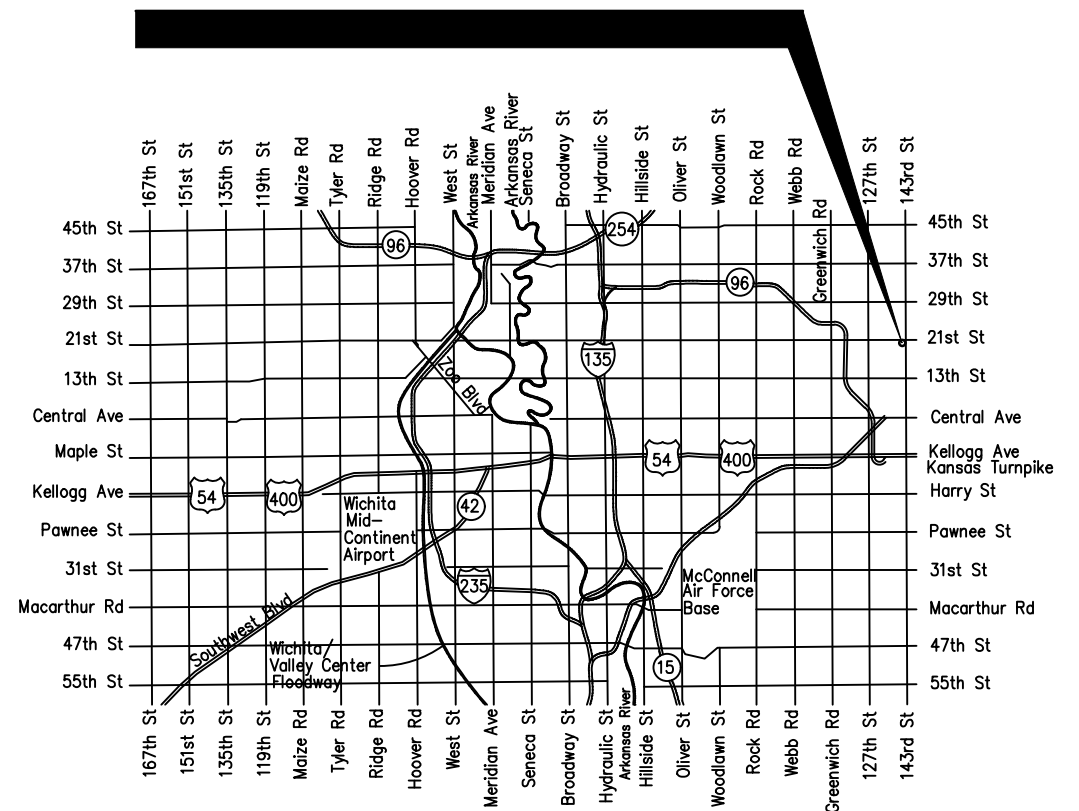 167th St
151st St
135th St
119th St
Maize Rd
Tyler Rd
Ridge Rd
Hoover Rd
West St
Arkansas River
Meridian Ave
Arkansas River
Seneca St
Broadway St
Hydraulic St
Hillside St
Oliver St
Woodlawn St
Rock Rd
Webb Rd
Greenwich Rd
127th St
143rd St
45th St
45th St
254
96
37th St
37th St
96
29th St
29th St
21st St
21st St
135
13th St
13th St
Zoo Blvd
Central Ave
Central Ave
Maple St
Kellogg Ave
Kansas Turnpike
54
400
Kellogg Ave
54
400
Harry St
Wichita
Mid-
Continent
Airport
42
Pawnee St
Pawnee St
31st St
31st St
235
McConnell
Air Force
Base
Macarthur Rd
Macarthur Rd
Southwest Blvd
47th St
47th St
Wichita/
Valley Center
Floodway
15
55th St
55th St
167th St
151st St
135th St
119th St
Maize Rd
Tyler Rd
Ridge Rd
Hoover Rd
West St
Meridian Ave
Seneca St
Broadway St
Hydraulic St
Arkansas River
Hillside St
Oliver St
Woodlawn St
Rock Rd
Webb Rd
Greenwich Rd
127th St
143rd St